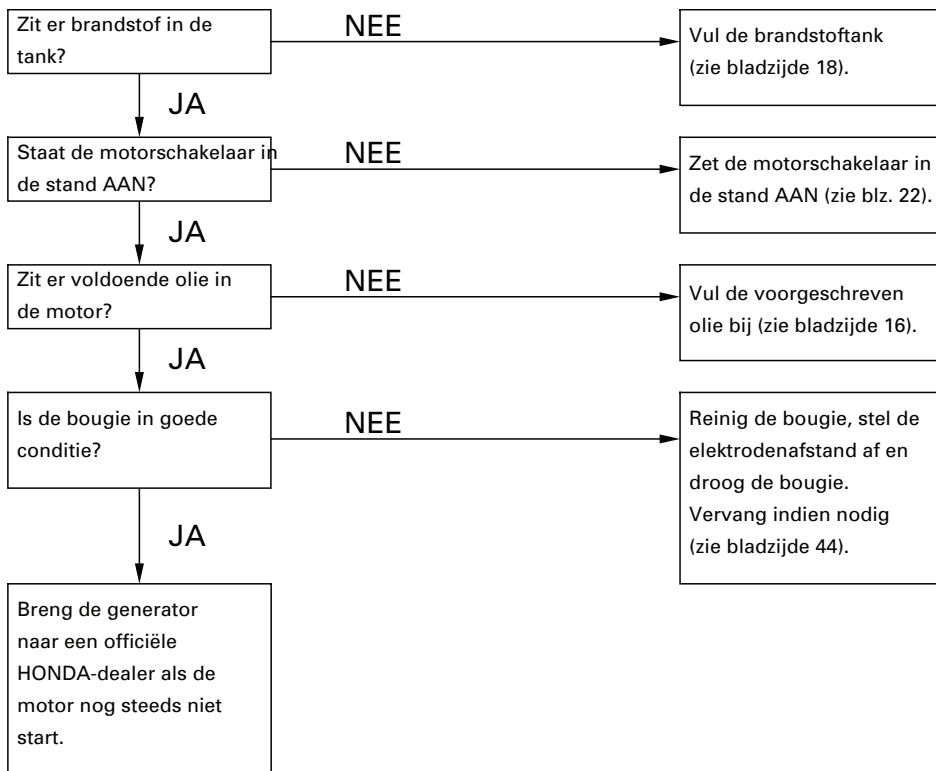 Zit er brandstof in de
tank?
NEE
Vul de brandstoftank
(zie bladzijde 18).
JA
Staat de motorschakelaar in
de stand AAN?
NEE
Zet de motorschakelaar in
de stand AAN (zie blz. 22).
JA
Zit er voldoende olie in
de motor?
NEE
Vul de voorgeschreven
olie bij (zie bladzijde 16).
JA
Is de bougie in goede
conditie?
NEE
Reinig de bougie, stel de
elektrodenafstand af en
droog de bougie.
Vervang indien nodig
(zie bladzijde 44).
JA
Breng de generator
naar een officiële
HONDA-dealer als de
motor nog steeds niet
start.